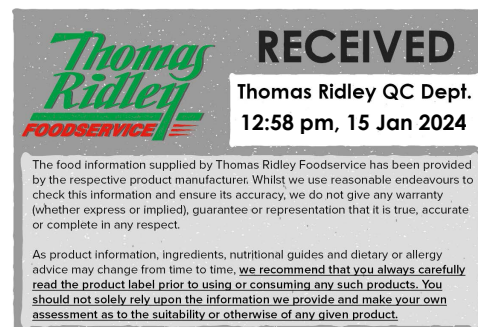 Thomas
Ridley
FOODSERVICE
RECEIVED
Thomas Ridley QC Dept.
12:58 pm, 15 Jan 2024
The food information supplied by Thomas Ridley Foodservice has been provided
by the respective product manufacturer. Whilst we use reasonable endeavours to
check this information and ensure its accuracy, we do not give any warranty
(whether express or implied), guarantee or representation that it is true, accurate
or complete in any respect.
As product information, ingredients, nutritional guides and dietary or allergy
advice may change from time to time, we recommend that you always carefully
read the product label prior to using or consuming any such products. You
should not solely rely upon the information we provide and make your own
assessment as to the suitability or otherwise of any given product.